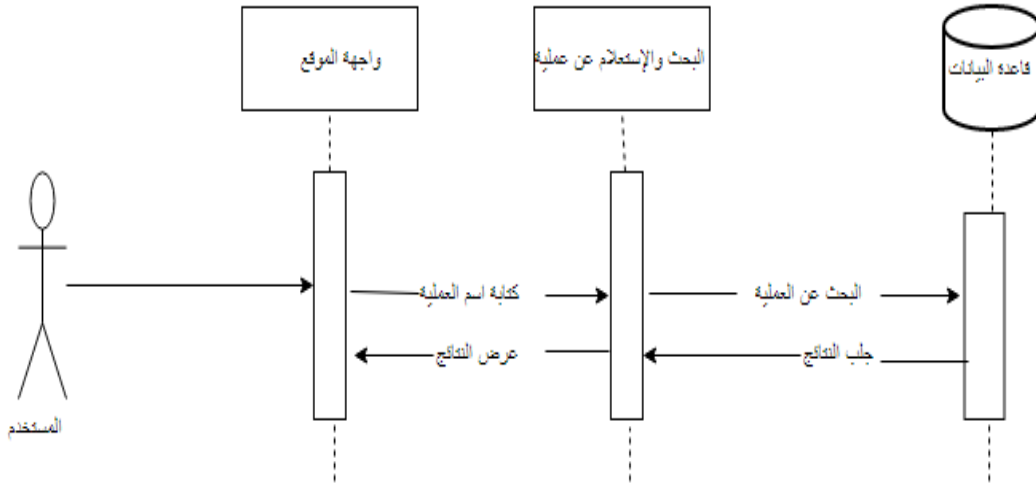 واجهة الموقع
البحث والإستعلام عن عملية
قاعدة البيانات
كتابة اسم العملية
البحث عن العملية
عرض النتائج
جلب النتائج
المستخدم